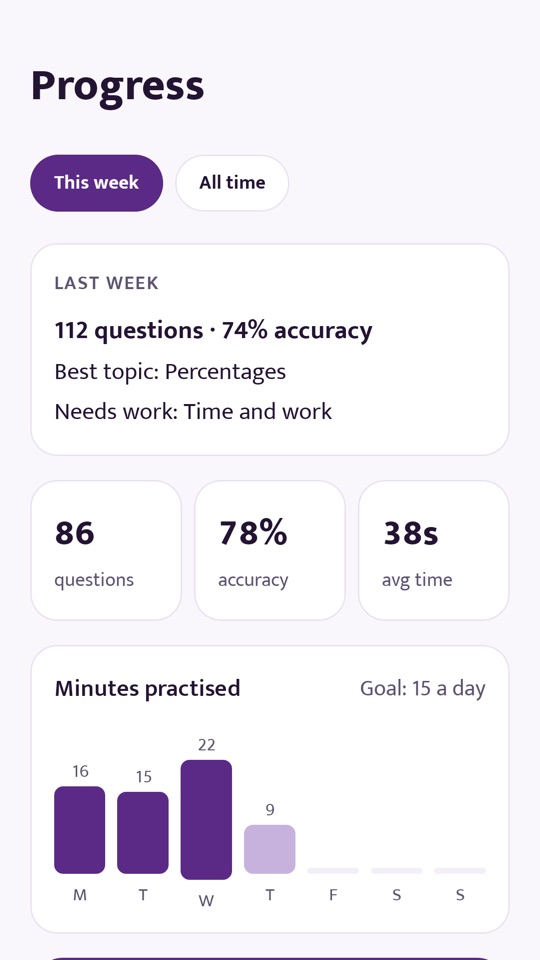 Progress
This week
All time
LAST WEEK
112 questions · 74% accuracy
Best topic: Percentages
Needs work: Time and work
86
questions
78%
accuracy
38s
avg time
Minutes practised
Goal: 15 a day
16
15
22
9
M
T
W
T
F
S
S